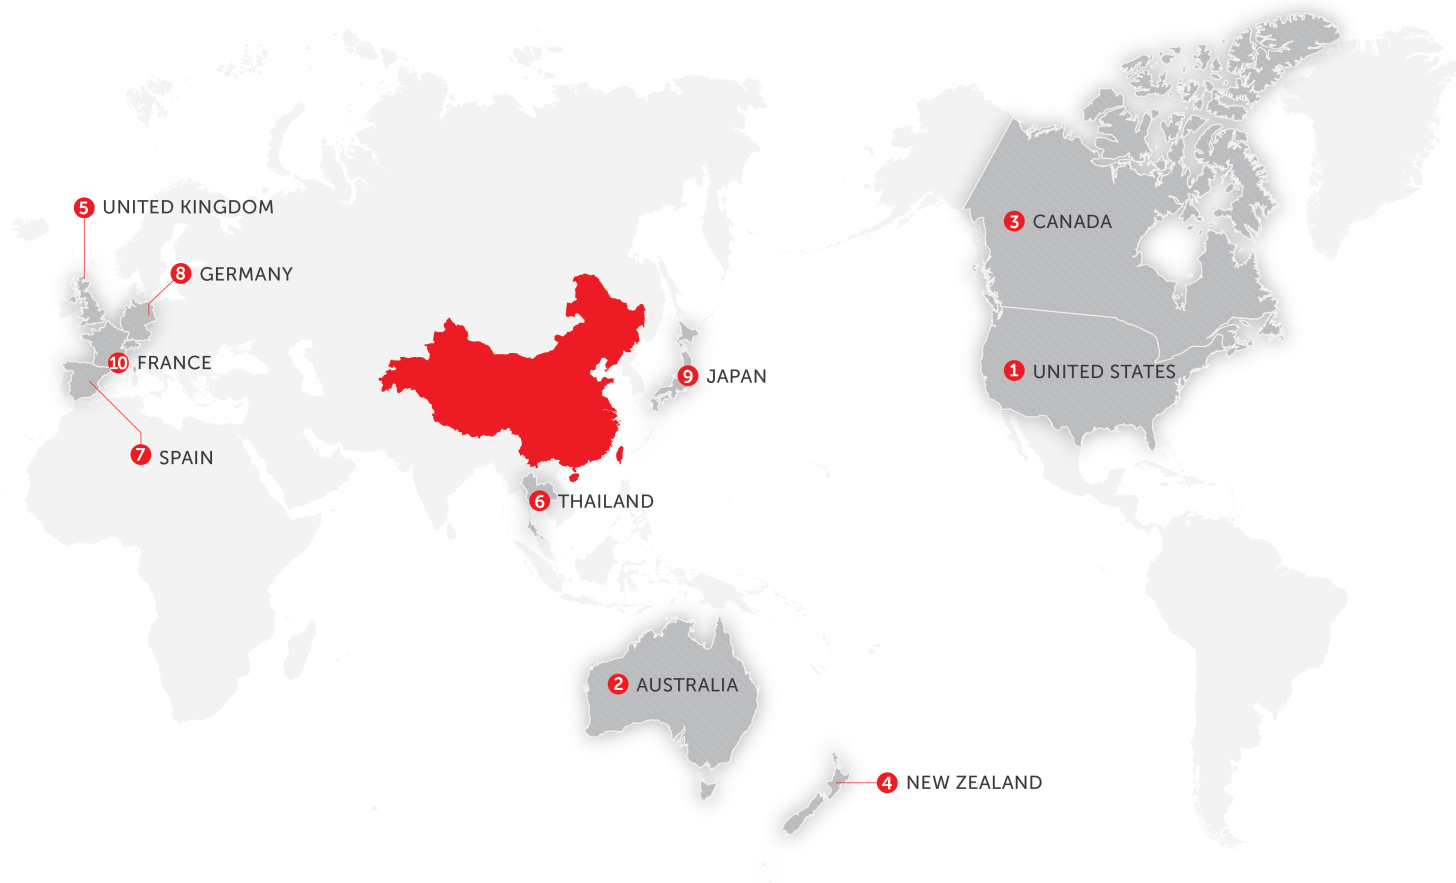 5 UNITED KINGDOM
3 CANADA
8 GERMANY
10 FRANCE
1 UNITED STATES
9 JAPAN
7 SPAIN
6 THAILAND
2 AUSTRALIA
4 NEW ZEALAND